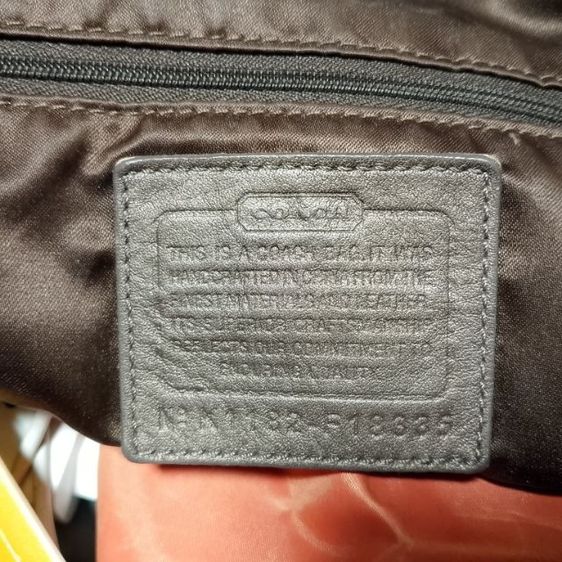 COACH
THIS IS A COACH BAG. IT WAS
HANDCRAFTED IN CHINA FROM THE
FINEST MATERIALS AND LEATHER.
ITS SUPERIOR CRAFTSMANSHIP
REFLECTS OUR COMMITMENT TO
ENDURING QUALITY.
No K1182-F18335